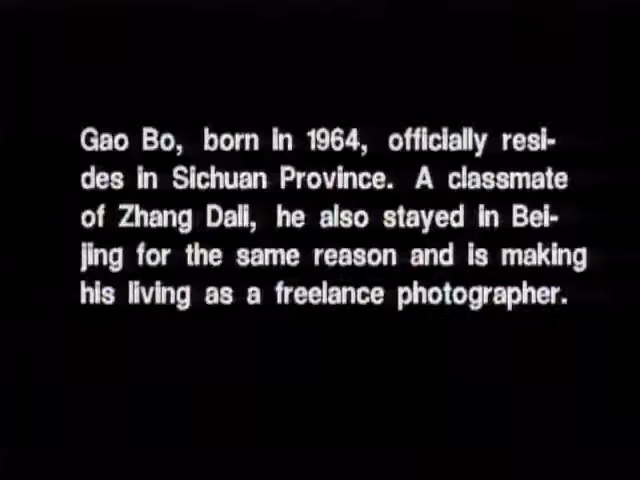 Gao Bo, born in 1964, officially resi-
des in Sichuan Province. A classmate
of Zhang Dali, he also stayed in Bei-
jing for the same reason and is making
his living as a freelance photographer.